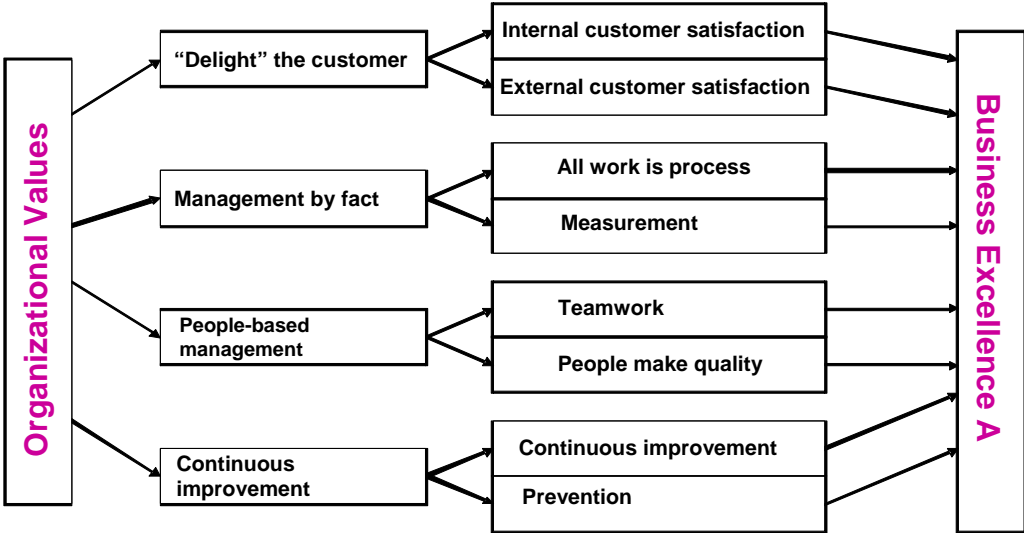 Organizational Values
“Delight” the customer
Internal customer satisfaction
External customer satisfaction
Management by fact
All work is process
Measurement
People-based
management
Teamwork
People make quality
Continuous
improvement
Continuous improvement
Prevention
Business Excellence A